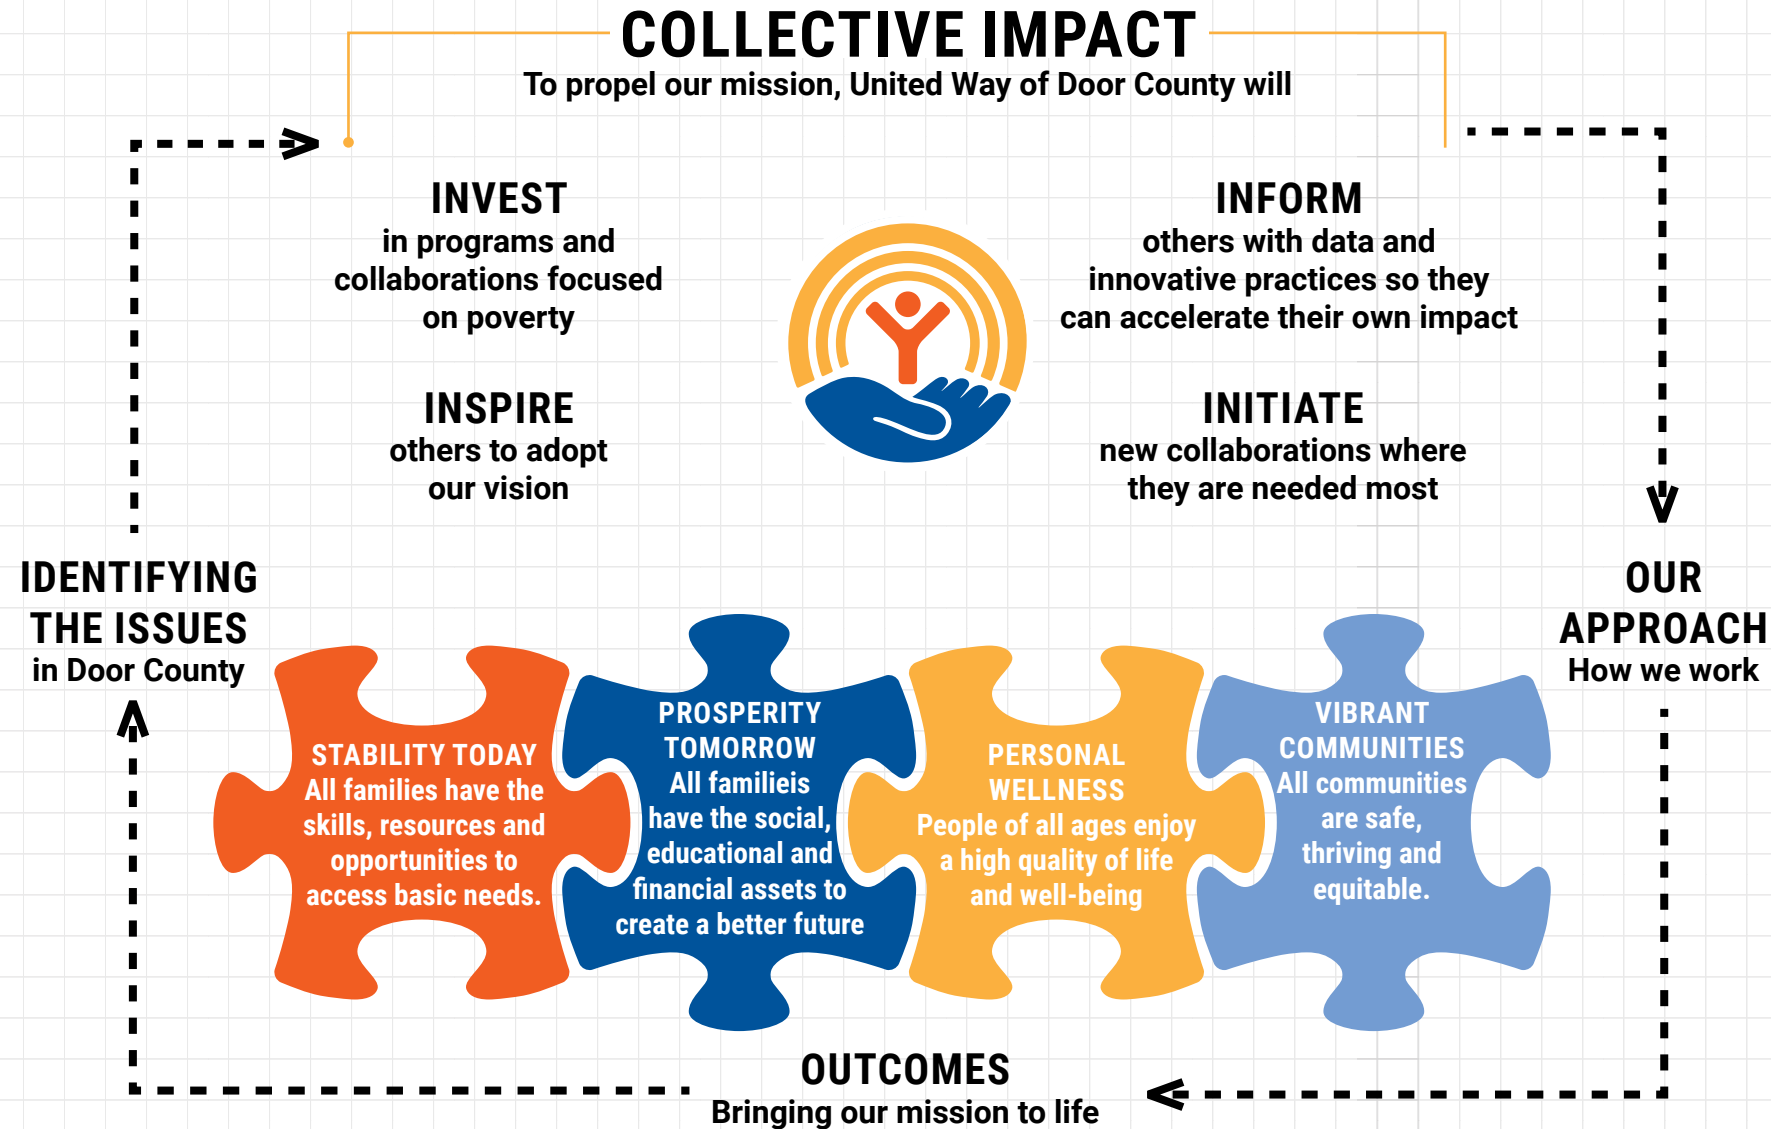 COLLECTIVE IMPACT
To propel our mission, United Way of Door County will
INVEST
in programs and
collaborations focused
on poverty
INSPIRE
others to adopt
our vision
INFORM
others with data and
innovative practices so they
can accelerate their own impact
INITIATE
new collaborations where
they are needed most
IDENTIFYING
THE ISSUES
in Door County
OUR
APPROACH
How we work
STABILITY TODAY
All families have the
skills, resources and
opportunities to
access basic needs.
PROSPERITY
TOMORROW
All familieis
have the social,
educational and
financial assets to
create a better future
PERSONAL
WELLNESS
People of all ages enjoy
a high quality of life
and well-being
VIBRANT
COMMUNITIES
All communities
are safe,
thriving and
equitable.
OUTCOMES
Bringing our mission to life